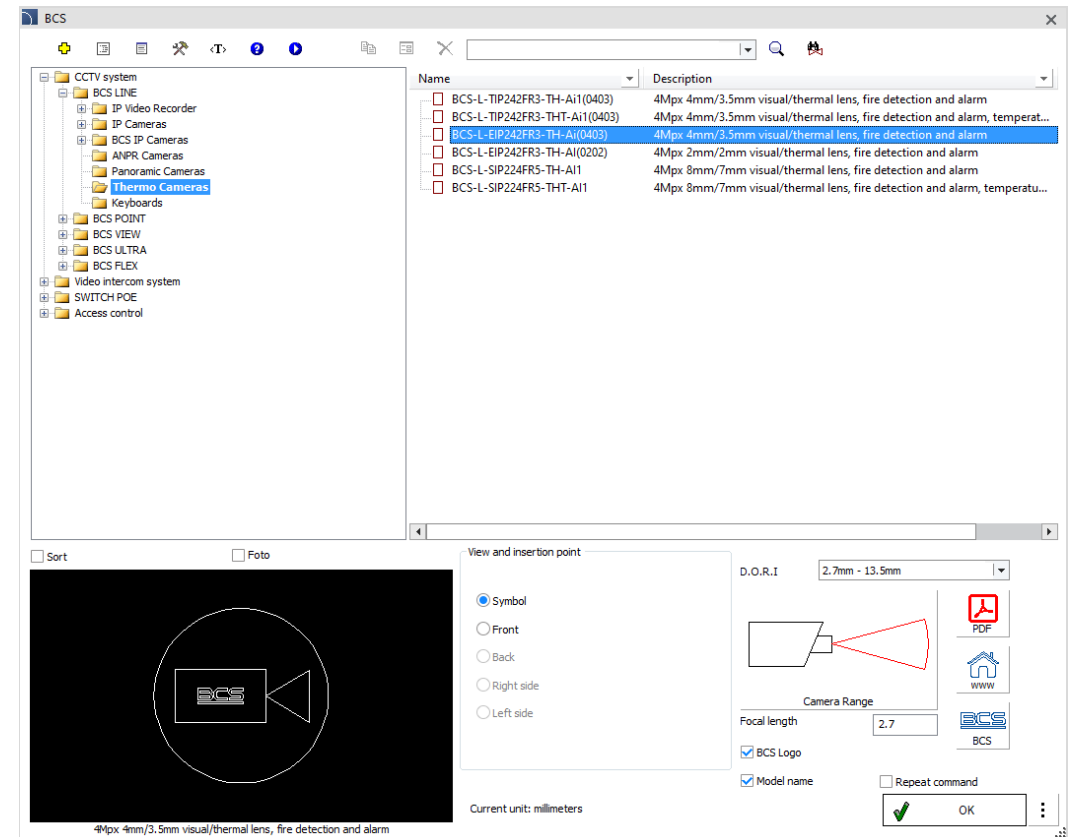 BCS
<T>
Name
Description
CCTV system
BCS LINE
IP Video Recorder
IP Cameras
BCS IP Cameras
ANPR Cameras
Panoramic Cameras
Thermo Cameras
Keyboards
BCS POINT
BCS VIEW
BCS ULTRA
BCS FLEX
Video intercom system
SWITCH POE
Access control
BCS-L-TIP242FR3-TH-Ai1(0403) 4Mpx 4mm/3.5mm visual/thermal lens, fire detection and alarm
BCS-L-TIP242FR3-THT-Ai1(0403) 4Mpx 4mm/3.5mm visual/thermal lens, fire detection and alarm, temperat...
BCS-L-EIP242FR3-TH-Ai(0403) 4Mpx 4mm/3.5mm visual/thermal lens, fire detection and alarm
BCS-L-EIP242FR3-TH-AI(0202) 4Mpx 2mm/2mm visual/thermal lens, fire detection and alarm
BCS-L-SIP224FR5-TH-AI1 4Mpx 8mm/7mm visual/thermal lens, fire detection and alarm
BCS-L-SIP224FR5-THT-AI1 4Mpx 8mm/7mm visual/thermal lens, fire detection and alarm, temperatu...
Sort
Foto
BCS
4Mpx 4mm/3.5mm visual/thermal lens, fire detection and alarm
View and insertion point
Symbol
Front
Back
Right side
Left side
Current unit: milimeters
D.O.R.I 2.7mm - 13.5mm
Camera Range
PDF
www
BCS
BCS
Focal length 2.7
BCS Logo
Model name
Repeat command
OK